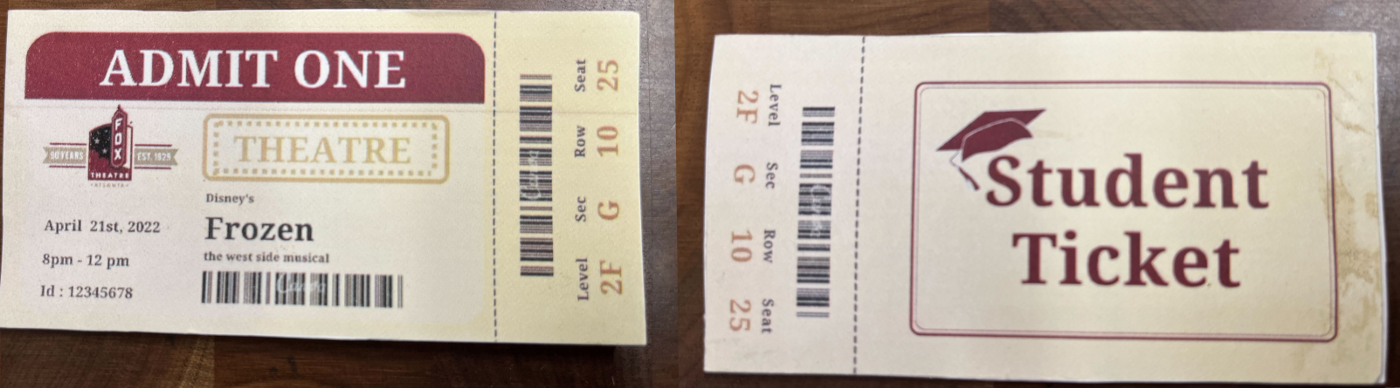 ADMIT ONE
FOX
90 YEARS
EST. 1929
THEATRE
ATLANTA
THEATRE
Disney's
Frozen
the west side musical
April 21st, 2022
8pm - 12 pm
Id : 12345678
Canva
Level Sec Row Seat
2F G 10 25
Level Sec Row Seat
2F G 10 25
Student
Ticket